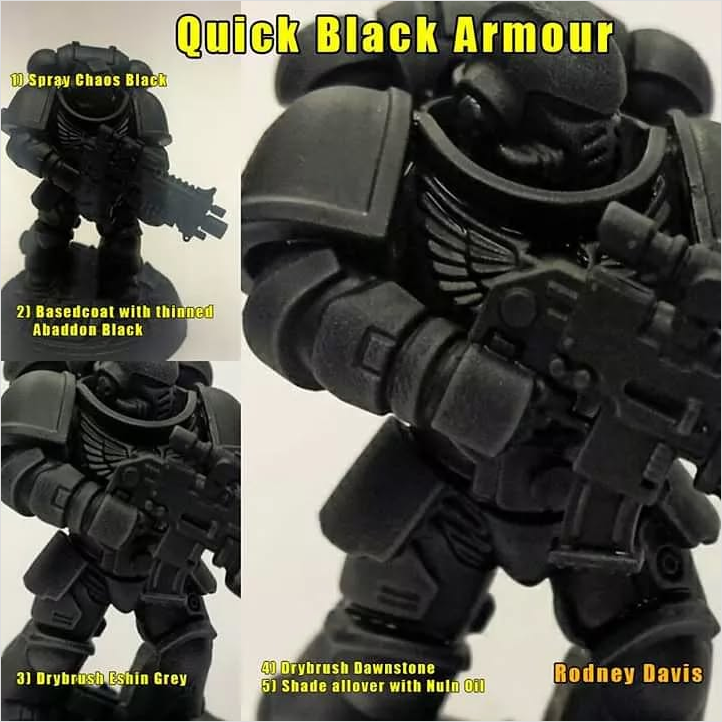 Quick Black Armour
1) Spray Chaos Black
2) Basedcoat with thinned
Abaddon Black
3) Drybrush Eshin Grey
4) Drybrush Dawnstone
5) Shade allover with Nuln Oil
Rodney Davis